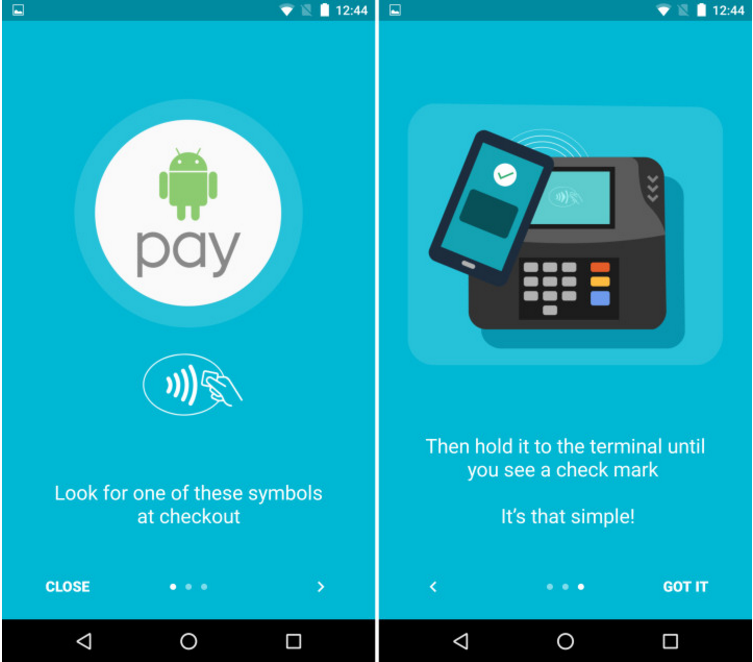 12:44
pay
Look for one of these symbols
at checkout
CLOSE
12:44
Then hold it to the terminal until
you see a check mark
It's that simple!
GOT IT